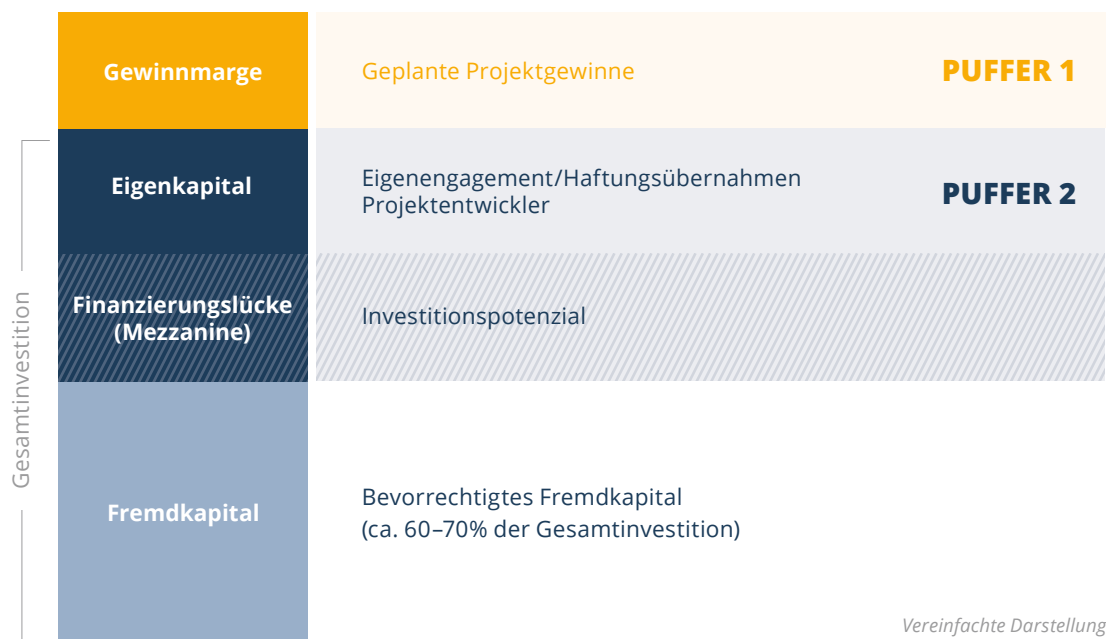 Gewinnmarge
Geplante Projektgewinne
PUFFER 1
Eigenkapital
Eigenengagement/Haftungsübernahmen
Projektentwickler
PUFFER 2
Finanzierungslücke
(Mezzanine)
Investitionspotenzial
Gesamtinvestition
Fremdkapital
Bevorrechtigtes Fremdkapital
(ca. 60–70% der Gesamtinvestition)
Vereinfachte Darstellung